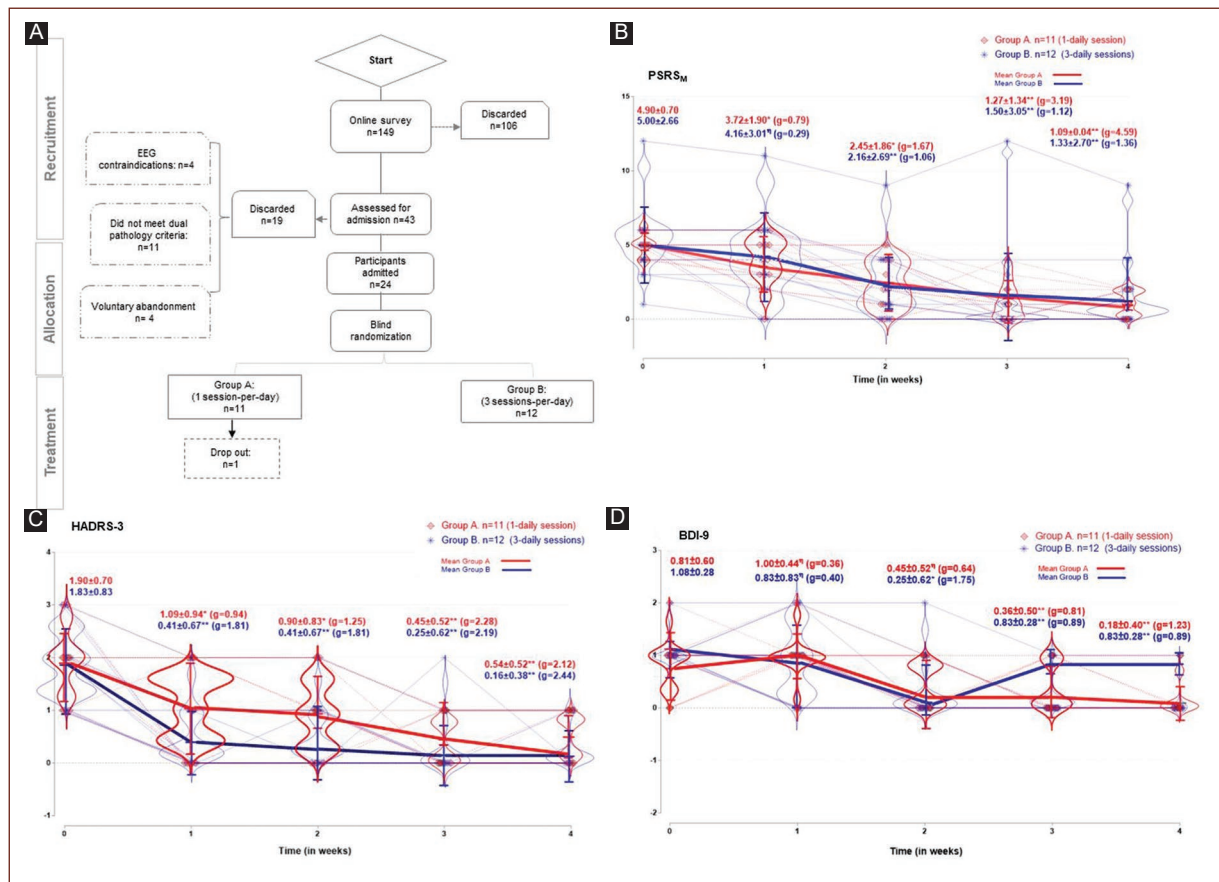 A
Recruitment
Allocation
Treatment
Start
Online survey
n=149
Discarded
n=106
EEG
contraindications: n=4
Did not meet dual pathology criteria:
n=11
Voluntary abandonment
n= 4
Discarded
n=19
Assessed for
admission n=43
Participants
admitted
n=24
Blind
randomization
Group A:
(1 session-per-day)
n=11
Group B:
(3 sessions-per-day)
n=12
Drop out:
n=1
B
PSRSM
Group A. n=11 (1-daily session)
Group B. n=12 (3-daily sessions)
Mean Group A
Mean Group B
4.90±0.70
5.00±2.66
3.72±1.90* (g=0.79)
4.16±3.01¶ (g=0.29)
2.45±1.86* (g=1.67)
2.16±2.69** (g=1.06)
1.27±1.34** (g=3.19)
1.50±3.05** (g=1.12)
1.09±0.04** (g=4.59)
1.33±2.70** (g=1.36)
15
10
5
0
0 1 2 3 4
Time (in weeks)
C
HADRS-3
Group A. n=11 (1-daily session)
Group B. n=12 (3-daily sessions)
Mean Group A
Mean Group B
1.90±0.70
1.83±0.83
1.09±0.94* (g=0.94)
0.41±0.67** (g=1.81)
0.90±0.83* (g=1.25)
0.41±0.67** (g=1.81)
0.45±0.52** (g=2.28)
0.25±0.62** (g=2.19)
0.54±0.52** (g=2.12)
0.16±0.38** (g=2.44)
4
3
2
1
0
-1
0 1 2 3 4
Time (in weeks)
D
BDI-9
Group A. n=11 (1-daily session)
Group B. n=12 (3-daily sessions)
Mean Group A
Mean Group B
0.81±0.60
1.08±0.28
1.00±0.44¶ (g=0.36)
0.83±0.83¶ (g=0.40)
0.45±0.52¶ (g=0.64)
0.25±0.62* (g=1.75)
0.36±0.50** (g=0.81)
0.83±0.28** (g=0.89)
0.18±0.40** (g=1.23)
0.83±0.28** (g=0.89)
3
2
1
0
-1
-2
0 1 2 3 4
Time (in weeks)